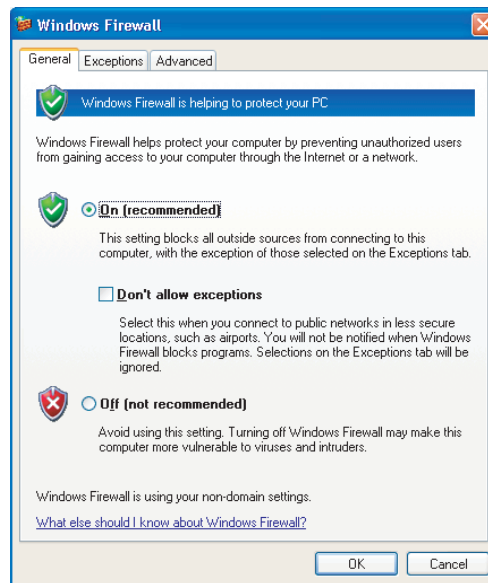 Windows Firewall
General Exceptions Advanced
Windows Firewall is helping to protect your PC
Windows Firewall helps protect your computer by preventing unauthorized users
from gaining access to your computer through the Internet or a network.
On (recommended)
This setting blocks all outside sources from connecting to this
computer, with the exception of those selected on the Exceptions tab.
Don't allow exceptions
Select this when you connect to public networks in less secure
locations, such as airports. You will not be notified when Windows
Firewall blocks programs. Selections on the Exceptions tab will be
ignored.
Off (not recommended)
Avoid using this setting. Turning off Windows Firewall may make this
computer more vulnerable to viruses and intruders.
Windows Firewall is using your non-domain settings.
What else should I know about Windows Firewall?
OK Cancel